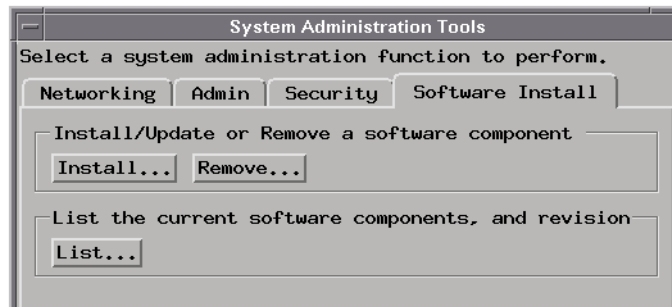 System Administration Tools
Select a system administration function to perform.
Networking Admin Security Software Install
Install/Update or Remove a software component
Install... Remove...
List the current software components, and revision
List...